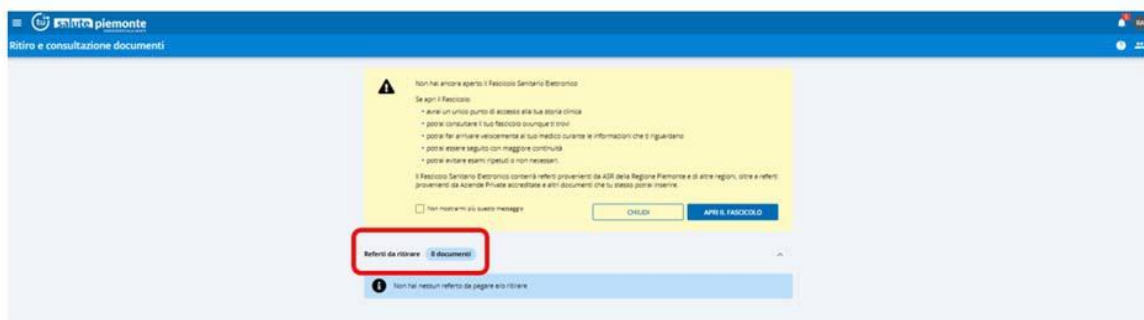 tu salute piemonte
Ritiro e consultazione documenti
Non hai ancora aperto il Fascicolo Sanitario Elettronico
Se apri il Fascicolo:
• avrai un unico punto di accesso alla tua storia clinica
• potrai consultare il tuo fascicolo ovunque ti trovi
• potrai far arrivare velocemente al tuo medico curante le informazioni che ti riguardano
• potrai essere seguito con maggiore continuità
• potrai evitare esami ripetuti o non necessari.
Il Fascicolo Sanitario Elettronico conterrà referti provenienti da ASR della Regione Piemonte e di altre regioni, oltre a referti
provenienti da Aziende Private accreditate e altri documenti che tu stesso potrai inserire.
Non mostrarmi più questo messaggio
CHIUDI
APRI IL FASCICOLO
Referti da ritirare 0 documenti
Non hai nessun referto da pagare e/o ritirare